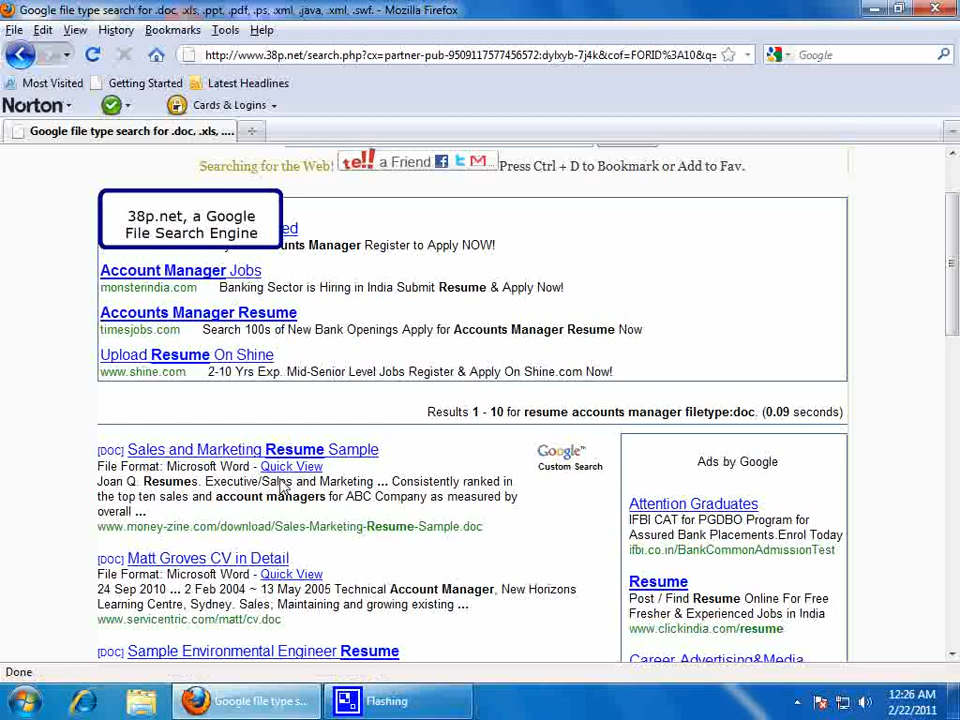 Google file type search for .doc, .xls, .ppt, .pdf, .ps, .xml, .java, .xml, .swf. - Mozilla Firefox
File Edit View History Bookmarks Tools Help
http://www.38p.net/search.php?cx=partner-pub-9509117577456572:dylxyb-7j4k&cof=FORID%3A10&q= Google
Most Visited Getting Started Latest Headlines
Norton Cards & Logins
Google file type search for .doc, .xls, ....
Searching for the Web! tell!! a Friend Press Ctrl + D to Bookmark or Add to Fav.
38p.net, a Google
File Search Engine
ed
unts Manager Register to Apply NOW!
Account Manager Jobs
monsterindia.com Banking Sector is Hiring in India Submit Resume & Apply Now!
Accounts Manager Resume
timesjobs.com Search 100s of New Bank Openings Apply for Accounts Manager Resume Now
Upload Resume On Shine
www.shine.com 2-10 Yrs Exp. Mid-Senior Level Jobs Register & Apply On Shine.com Now!
Results 1 - 10 for resume accounts manager filetype:doc. (0.09 seconds)
[DOC] Sales and Marketing Resume Sample
File Format: Microsoft Word - Quick View
Joan Q. Resumes. Executive/Sales and Marketing ... Consistently ranked in
the top ten sales and account managers for ABC Company as measured by
overall ...
www.money-zine.com/download/Sales-Marketing-Resume-Sample.doc
Google™
Custom Search
[DOC] Matt Groves CV in Detail
File Format: Microsoft Word - Quick View
24 Sep 2010 ... 2 Feb 2004 ~ 13 May 2005 Technical Account Manager, New Horizons
Learning Centre, Sydney. Sales; Maintaining and growing existing ...
www.servicentric.com/matt/cv.doc
[DOC] Sample Environmental Engineer Resume
Ads by Google
Attention Graduates
IFBI CAT for PGDBO Program for
Assured Bank Placements.Enrol Today
ifbi.co.in/BankCommonAdmissionTest
Resume
Post / Find Resume Online For Free
Fresher & Experienced Jobs in India
www.clickindia.com/resume
Career Advertising&Media
Done
Google file type s... Flashing
12:26 AM
2/22/2011